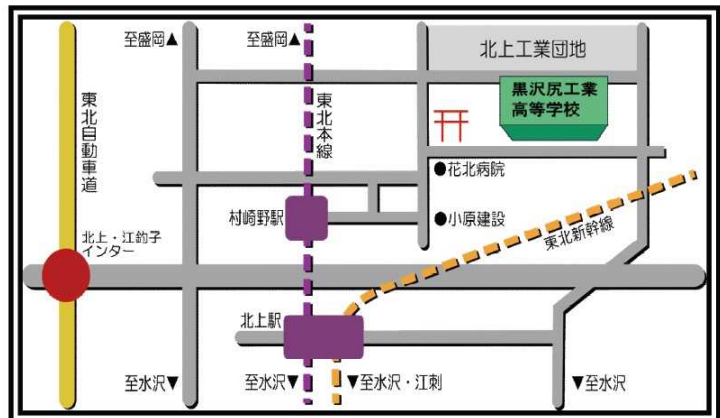 至盛岡▲
至盛岡▲
北上工業団地
黒沢尻工業
高等学校
東北自動車道
東北本線
●花北病院
村崎野駅
●小原建設
東北新幹線
北上・江釣子
インター
北上駅
至水沢▼
至水沢▼
▼至水沢・江刺
▼至水沢